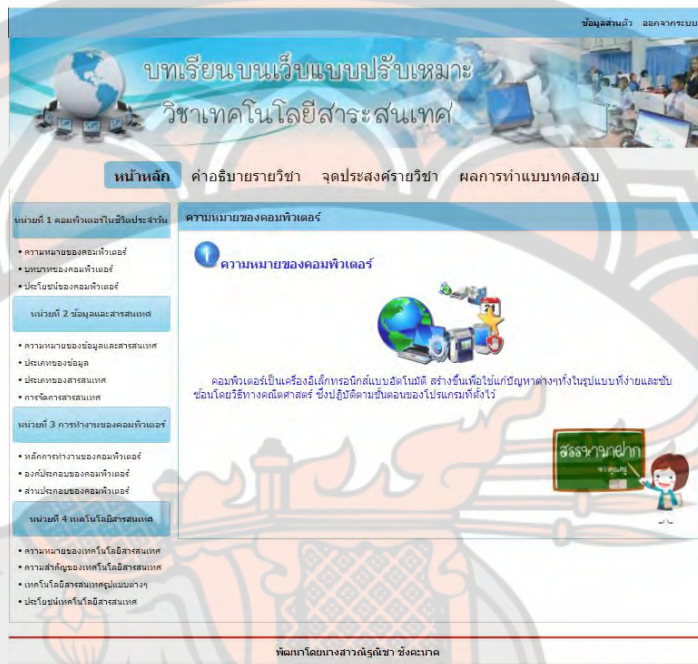 ข้อมูลส่วนตัว ออกจากระบบ
บทเรียนบนเว็บแบบปรับเหมาะ
วิชาเทคโนโลยีสาระสนเทศ
หน้าหลัก คำอธิบายรายวิชา จุดประสงค์รายวิชา ผลการทำแบบทดสอบ
หน่วยที่ 1 คอมพิวเตอร์ในชีวิตประจำวัน
• ความหมายของคอมพิวเตอร์
• บทบาทของคอมพิวเตอร์
• ประโยชน์ของคอมพิวเตอร์
หน่วยที่ 2 ข้อมูลและสารสนเทศ
• ความหมายของข้อมูลและสารสนเทศ
• ประเภทของข้อมูล
• ประเภทของสารสนเทศ
• การจัดการสารสนเทศ
หน่วยที่ 3 การทำงานของคอมพิวเตอร์
• หลักการทำงานของคอมพิวเตอร์
• องค์ประกอบของคอมพิวเตอร์
• ส่วนประกอบของคอมพิวเตอร์
หน่วยที่ 4 เทคโนโลยีสารสนเทศ
• ความหมายของเทคโนโลยีสารสนเทศ
• ความสำคัญของเทคโนโลยีสารสนเทศ
• เทคโนโลยีสารสนเทศรูปแบบต่างๆ
• ประโยชน์เทคโนโลยีสารสนเทศ
ความหมายของคอมพิวเตอร์
ความหมายของคอมพิวเตอร์
คอมพิวเตอร์เป็นเครื่องอิเล็กทรอนิกส์แบบอัตโนมัติ สร้างขึ้นเพื่อใช้แก้ปัญหาต่างๆทั้งในรูปแบบที่ง่ายและซับ
ซ้อนโดยวิธีทางคณิตศาสตร์ ซึ่งปฏิบัติตามขั้นตอนของโปรแกรมที่ตั้งไว้
สรรหามาฝาก
พัฒนาโดยนางสาวณัฐณิชา